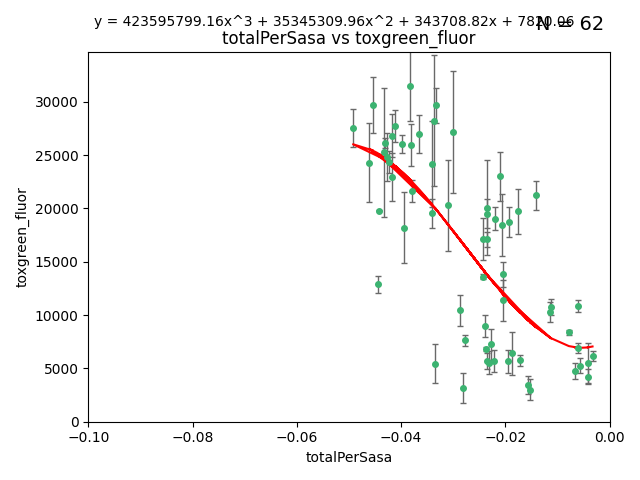 y = 423595799.16x^3 + 35345309.96x^2 + 343708.82x + 7820.06
N = 62
totalPerSasa vs toxgreen_fluor
30000
25000
20000
15000
10000
5000
0
toxgreen_fluor
−0.10 −0.08 −0.06 −0.04 −0.02 0.00
totalPerSasa